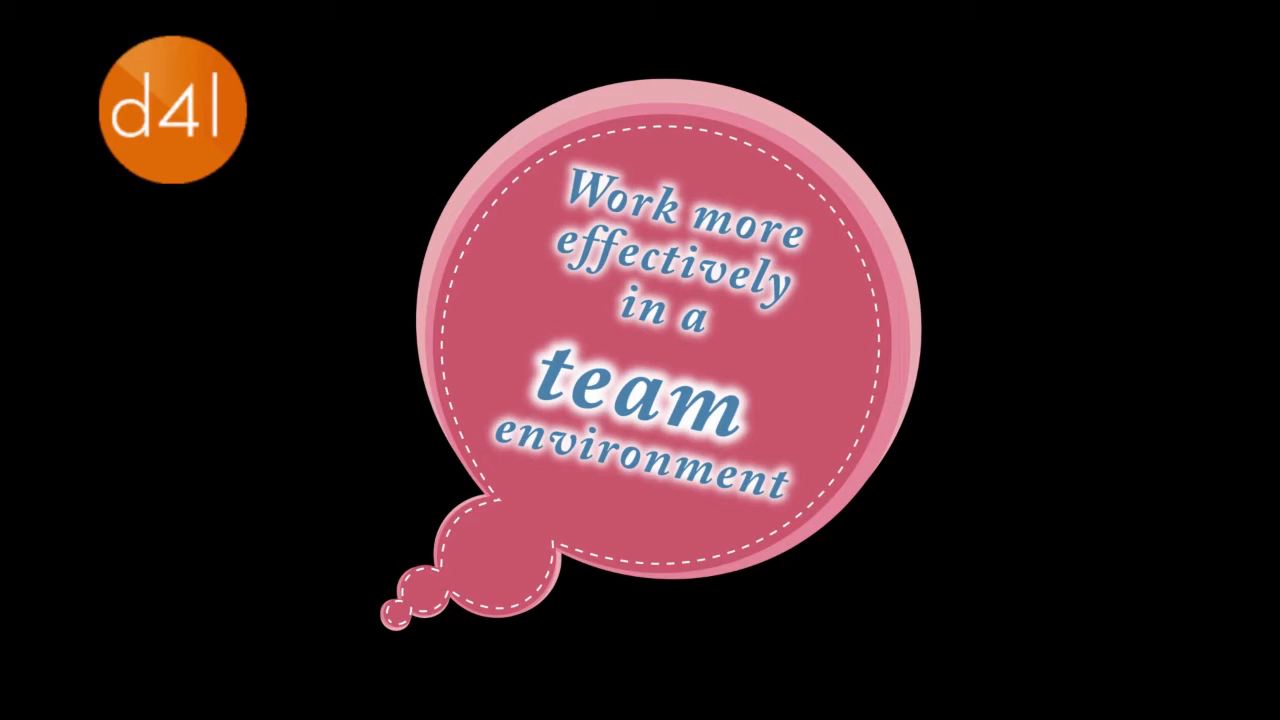 d4l
Work more
effectively
in a
team
environment